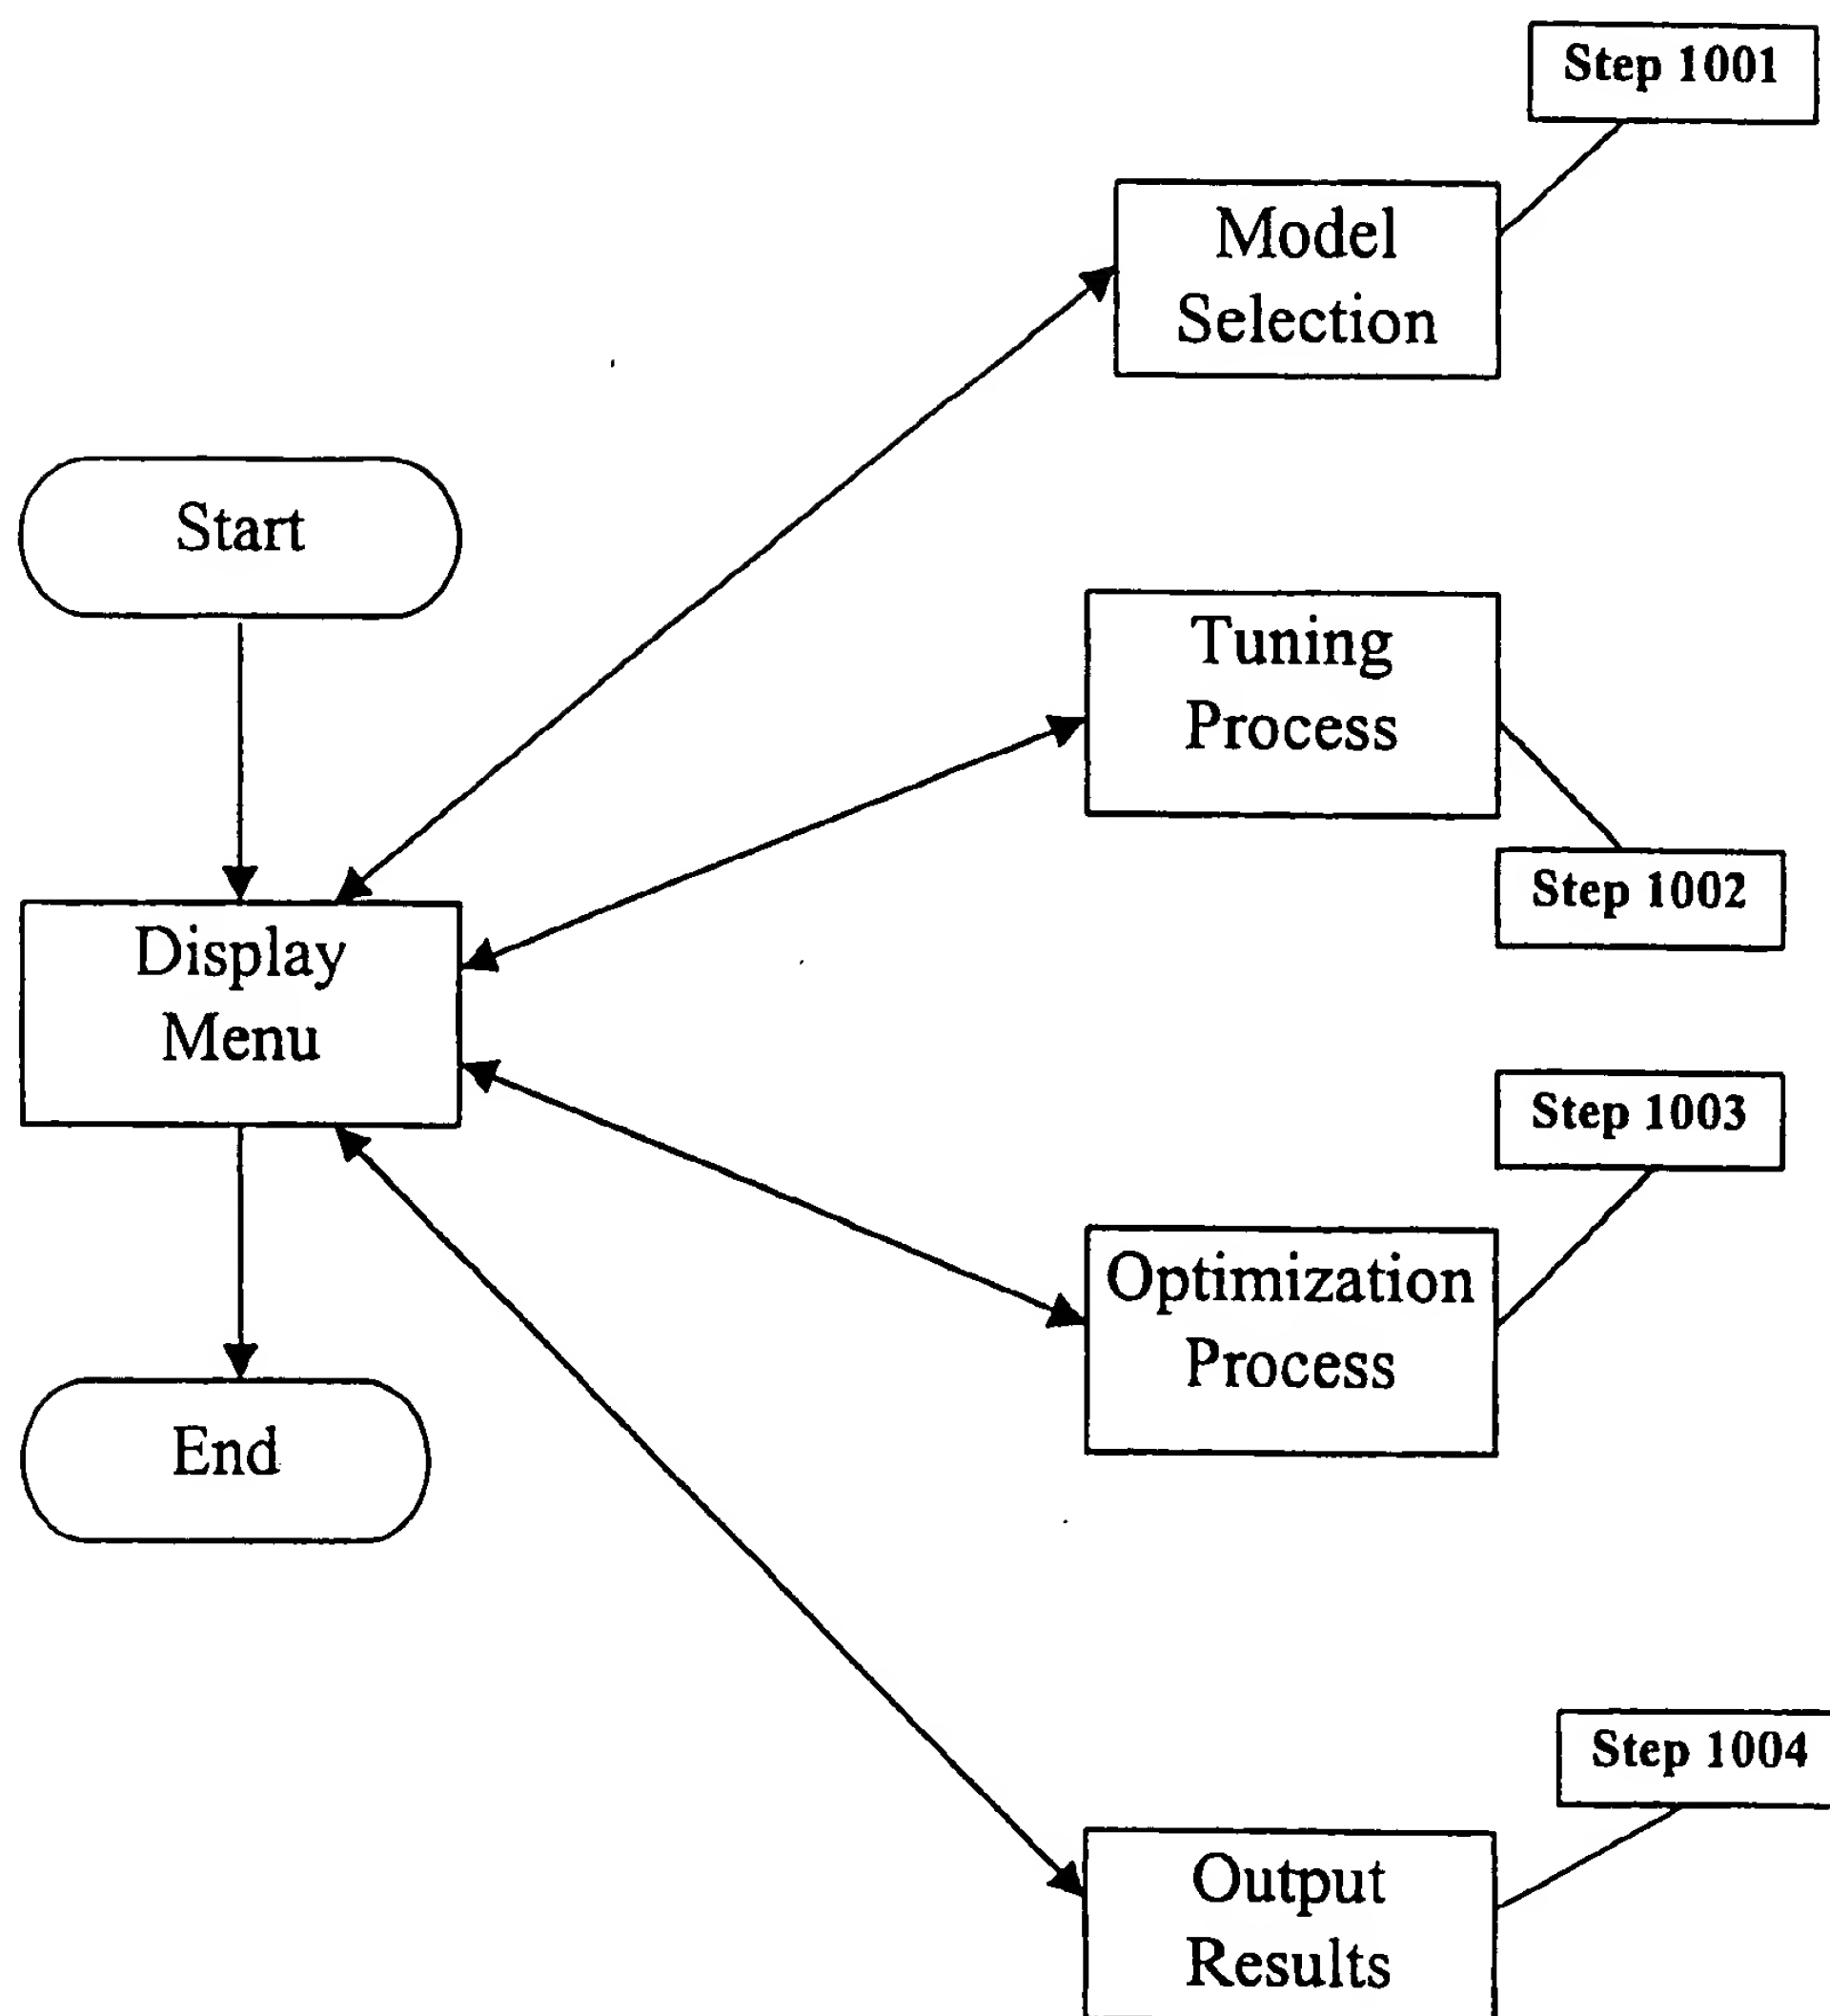 Step 1001
Model
Selection
Start
Tuning
Process
Step 1002
Display
Menu
Step 1003
Optimization
Process
End
Step 1004
Output
Results